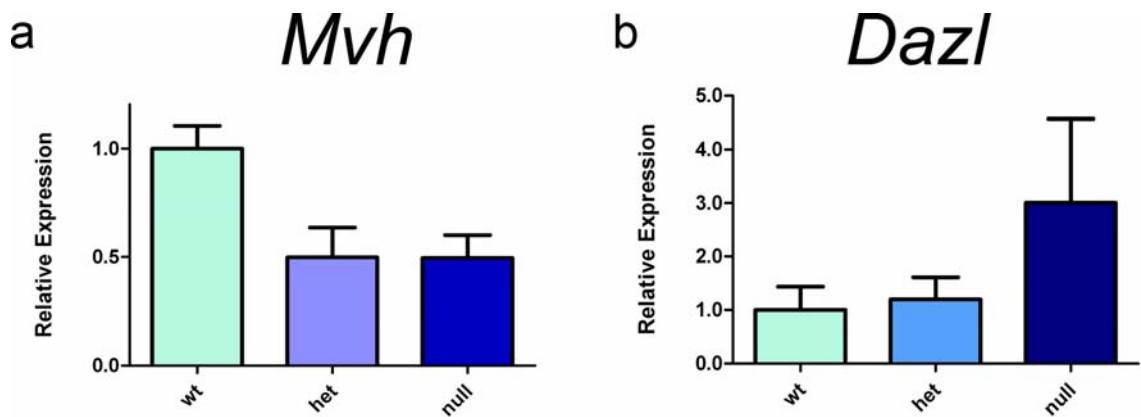 a
Mvh
Relative Expression
1.0
0.5
0.0
wt
het
null
b
Dazl
Relative Expression
5.0
4.0
3.0
2.0
1.0
0.0
wt
het
null